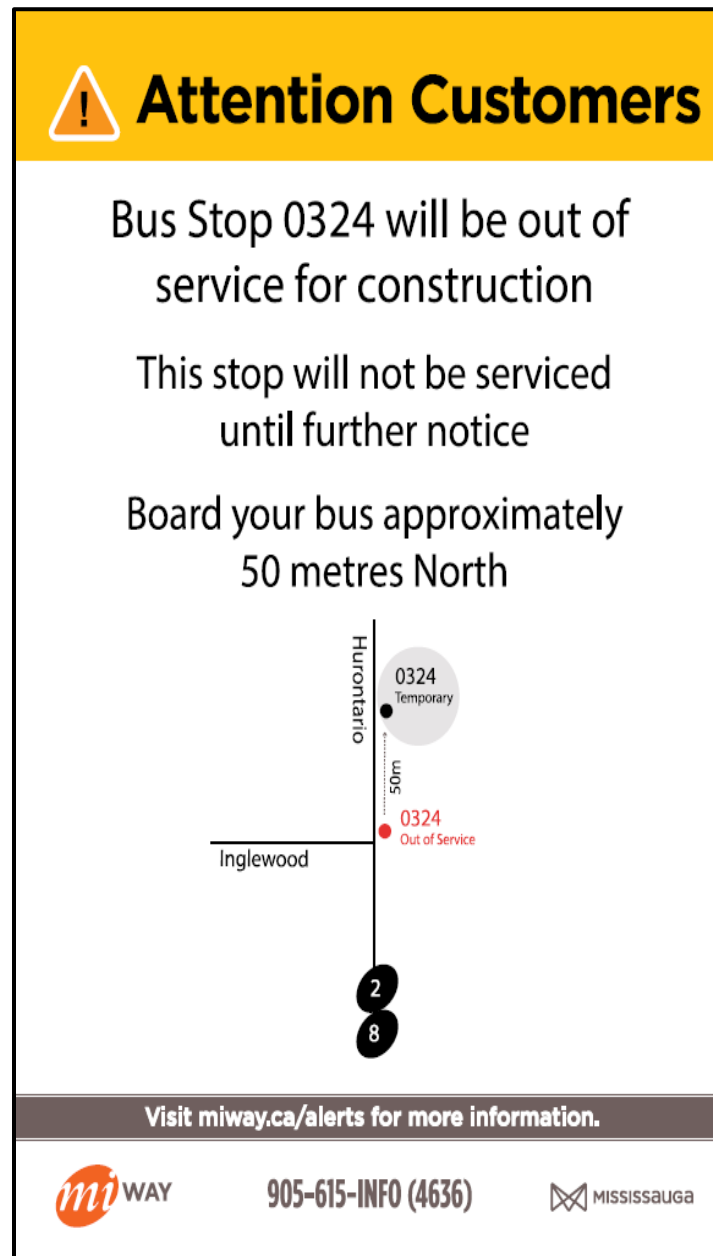 !
Attention Customers
Bus Stop 0324 will be out of
service for construction
This stop will not be serviced
until further notice
Board your bus approximately
50 metres North
Hurontario
0324
Temporary
50m
0324
Out of Service
Inglewood
2
8
Visit miway.ca/alerts for more information.
mi WAY
905-615-INFO (4636)
MISSISSAUGA